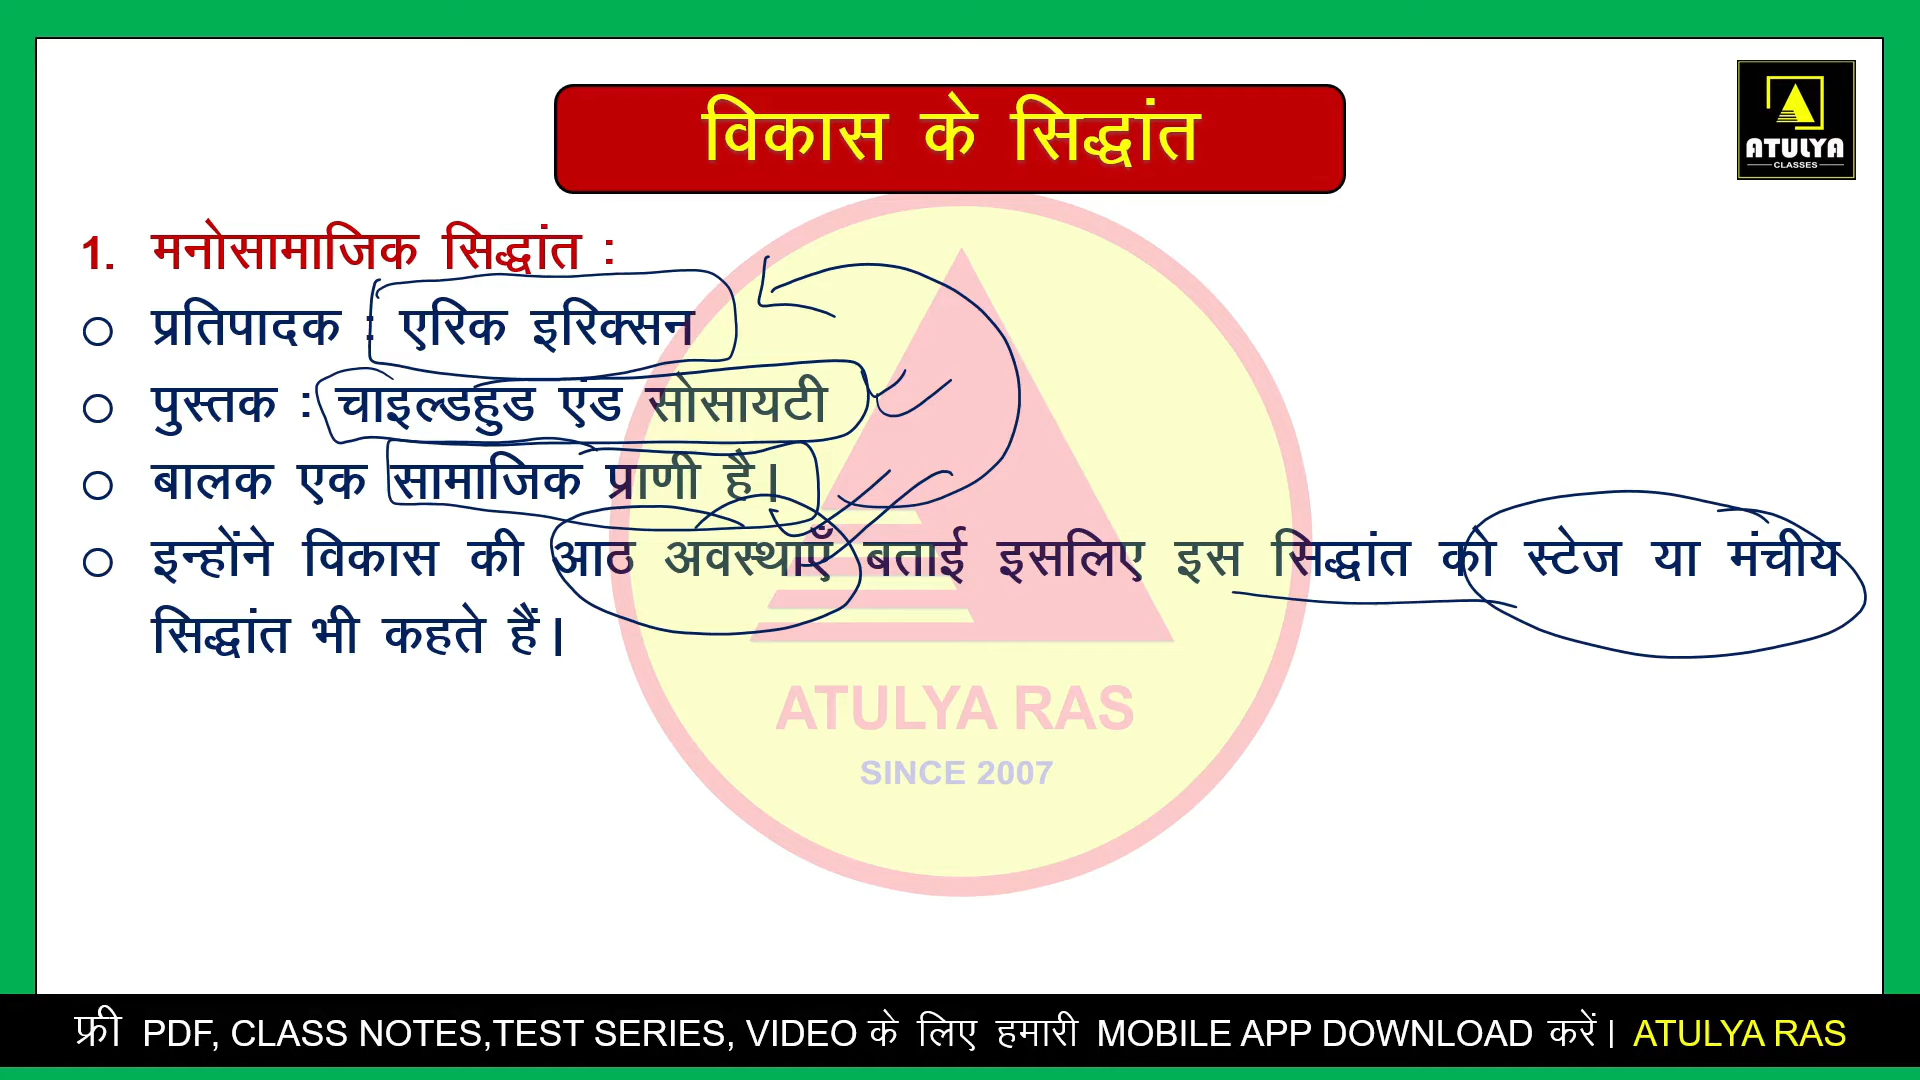 विकास के सिद्धांत
ATULYA
CLASSES
1. मनोसामाजिक सिद्धांत :
प्रतिपादक : एरिक इरिक्सन
पुस्तक : चाइल्डहुड एंड सोसायटी
बालक एक सामाजिक प्राणी है।
इन्होंने विकास की आठ अवस्थाएँ बताई इसलिए इस सिद्धांत को स्टेज या मंचीय
सिद्धांत भी कहते हैं।
ATULYA RAS
SINCE 2007
फ्री PDF, CLASS NOTES,TEST SERIES, VIDEO के लिए हमारी MOBILE APP DOWNLOAD करें। ATULYA RAS